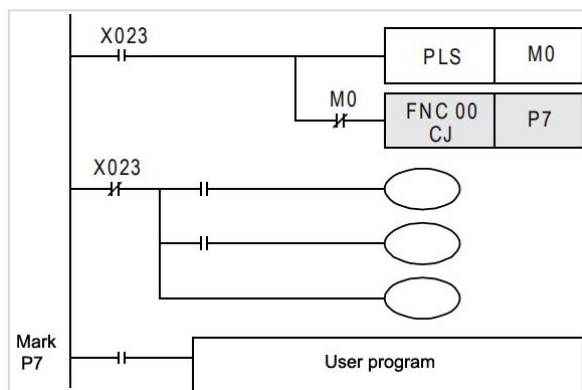 X023
PLS M0
M0
FNC 00 P7
CJ
X023
Mark
P7
User program